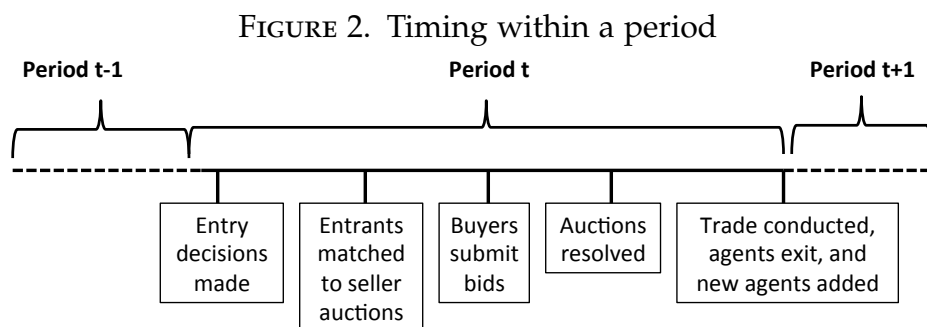 FIGURE 2. Timing within a period
Period t-1
Period t
Period t+1
Entry
decisions
made
Entrants
matched
to seller
auctions
Buyers
submit
bids
Auctions
resolved
Trade conducted,
agents exit, and
new agents added